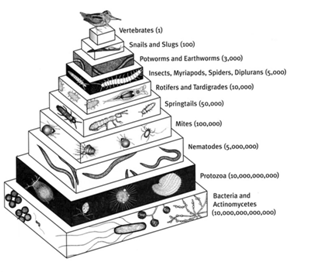 Vertebrates (1)
Snails and Slugs (100)
Potworms and Earthworms (3,000)
Insects, Myriapods, Spiders, Diplurans (5,000)
Rotifers and Tardigrades (10,000)
Springtails (50,000)
Mites (100,000)
Nematodes (5,000,000)
Protozoa (10,000,000,000)
Bacteria and
Actinomycetes
(10,000,000,000,000)